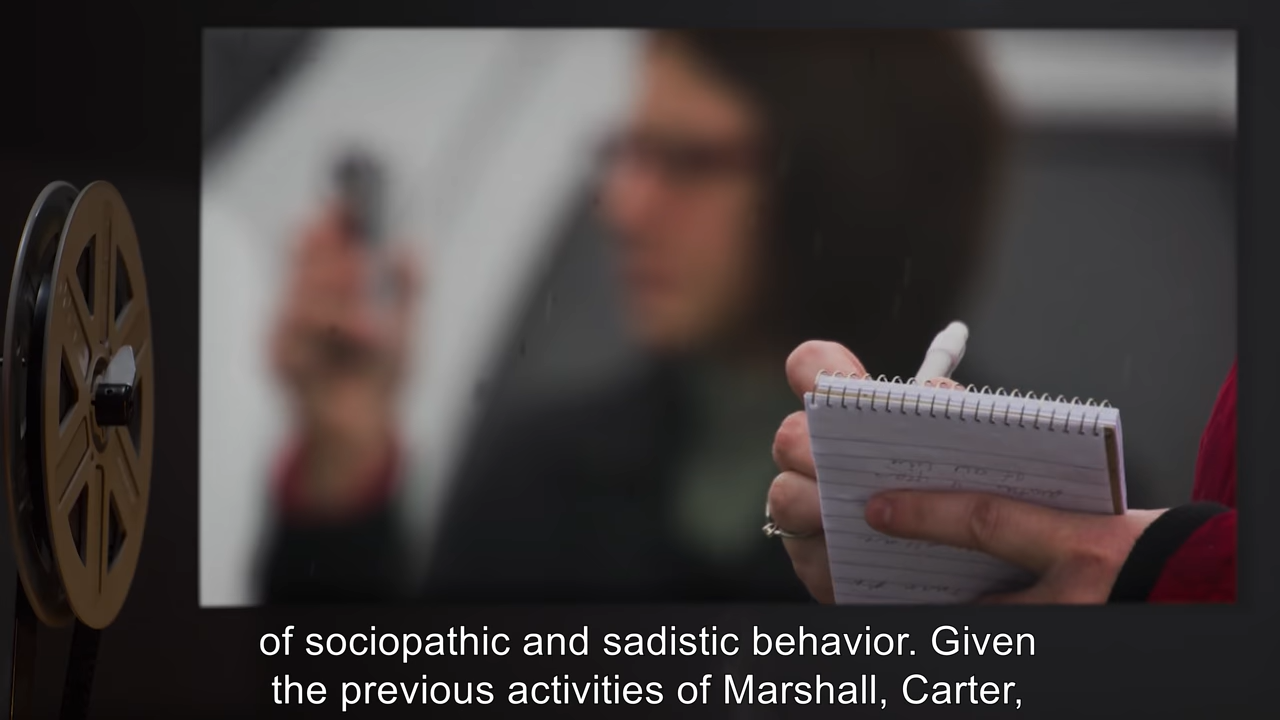 of sociopathic and sadistic behavior. Given
the previous activities of Marshall, Carter,